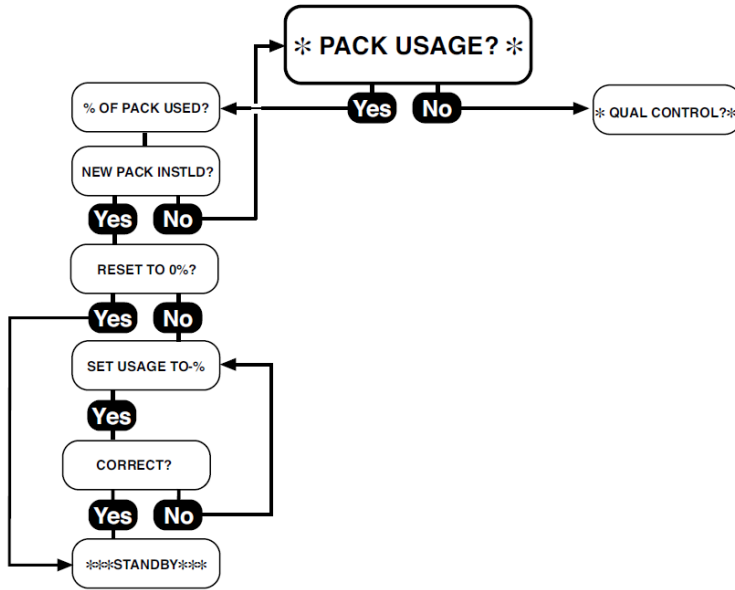 * PACK USAGE? *
% OF PACK USED?
Yes
No
* QUAL CONTROL?*
NEW PACK INSTLD?
Yes
No
RESET TO 0%?
Yes
No
SET USAGE TO-%
Yes
CORRECT?
Yes
No
***STANDBY***